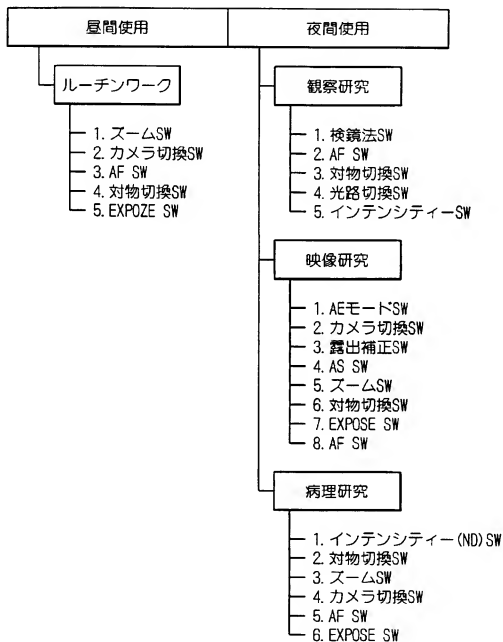 昼間使用
夜間使用
ルーチンワーク
1. ズームSW
2. カメラ切換SW
3. AF SW
4. 対物切換SW
5. EXPOZE SW
観察研究
1. 検鏡法SW
2. AF SW
3. 対物切換SW
4. 光路切換SW
5. インテンシティーSW
映像研究
1. AEモードSW
2. カメラ切換SW
3. 露出補正SW
4. AS SW
5. ズームSW
6. 対物切換SW
7. EXPOSE SW
8. AF SW
病理研究
1. インテンシティー(ND)SW
2. 対物切換SW
3. ズームSW
4. カメラ切換SW
5. AF SW
6. EXPOSE SW